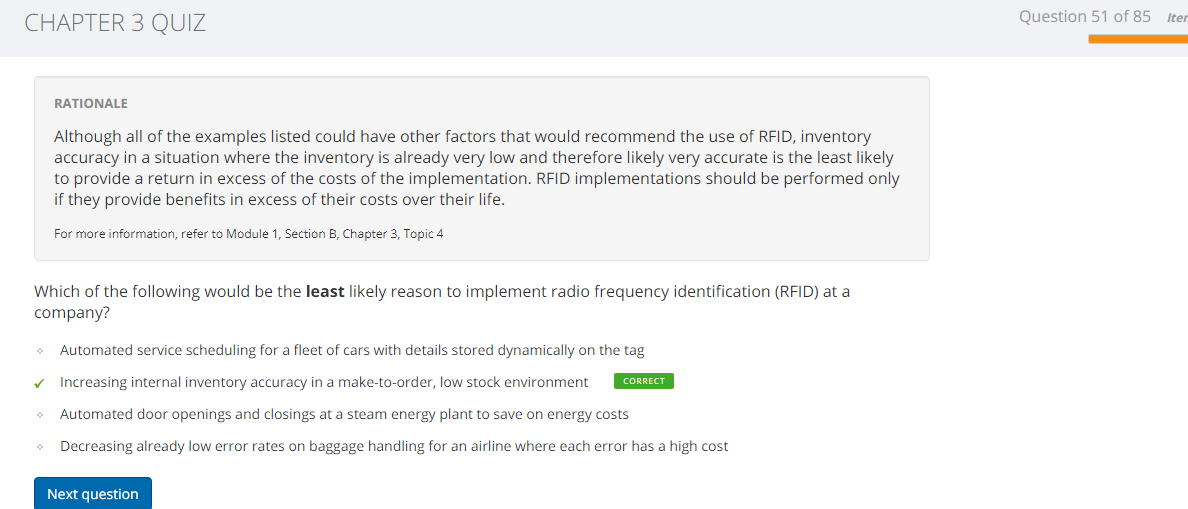 CHAPTER 3 QUIZ
Question 51 of 85
RATIONALE
Although all of the examples listed could have other factors that would recommend the use of RFID, inventory
accuracy in a situation where the inventory is already very low and therefore likely very accurate is the least likely
to provide a return in excess of the costs of the implementation. RFID implementations should be performed only
if they provide benefits in excess of their costs over their life.
For more information, refer to Module 1, Section B, Chapter 3, Topic 4
Which of the following would be the least likely reason to implement radio frequency identification (RFID) at a
company?
Automated service scheduling for a fleet of cars with details stored dynamically on the tag
Increasing internal inventory accuracy in a make-to-order, low stock environment CORRECT
Automated door openings and closings at a steam energy plant to save on energy costs
Decreasing already low error rates on baggage handling for an airline where each error has a high cost
Next question